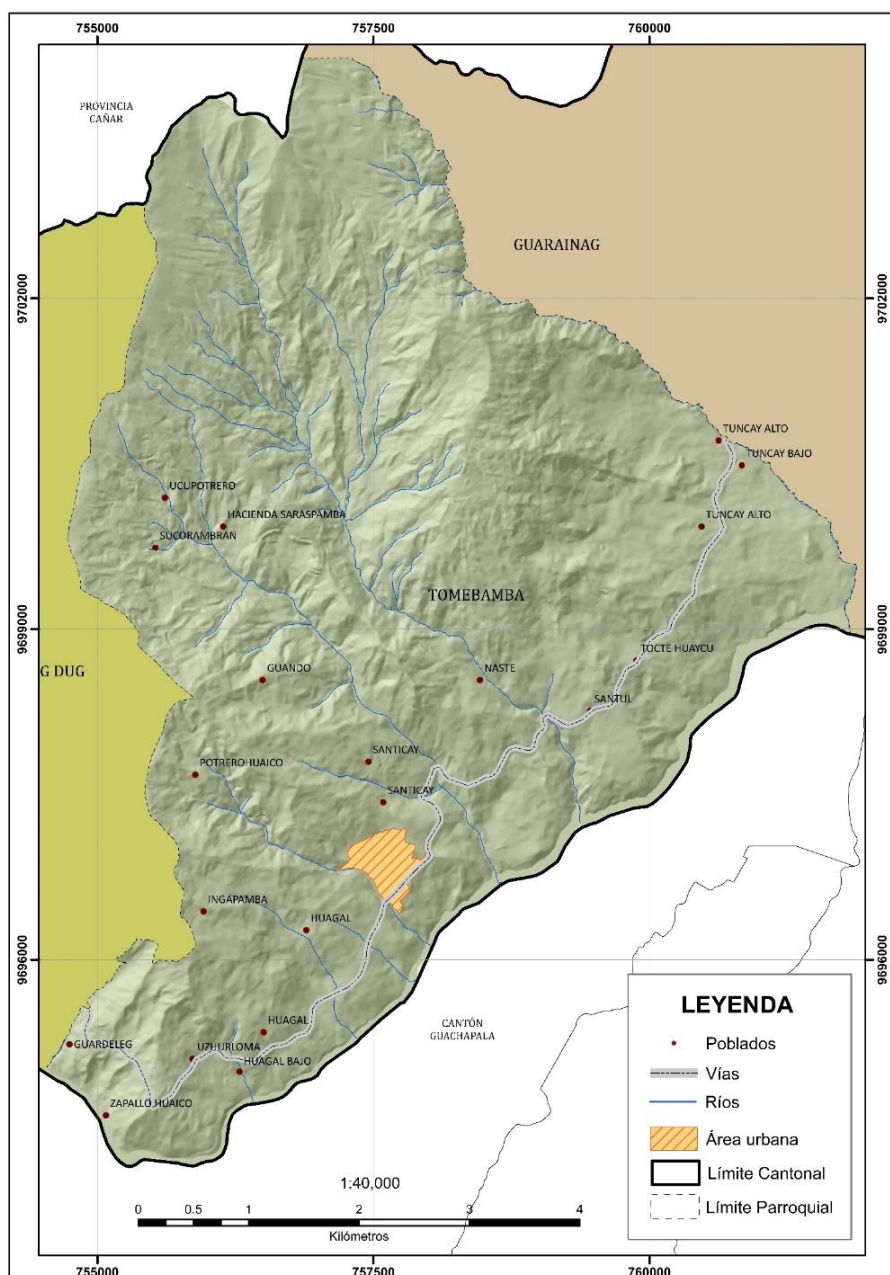 755000
757500
760000
PROVINCIA
CAÑAR
GUARAINAG
9702000
9702000
TUNCAY ALTO
TUNCAY BAJO
UCUPOTRERO
HACIENDA SARASPAMBA
TUNCAY ALTO
SUCORAMBRAN
TOMEBAMBA
9699000
9699000
TOCTE HUAYCU
G DUG
GUANDO
NASTE
SANTUL
SANTICAY
POTRERO HUAICO
SANTICAY
INGAPAMBA
HUAGAL
9696000
9696000
LEYENDA
Poblados
Vías
Ríos
Área urbana
Límite Cantonal
Límite Parroquial
CANTÓN
GUACHAPALA
HUAGAL
GUARDELEG
UZHURLOMA
HUAGAL BAJO
ZAPALLO HUAICO
1:40,000
0 0.5 1 2 3 4
Kilómetros
755000
757500
760000